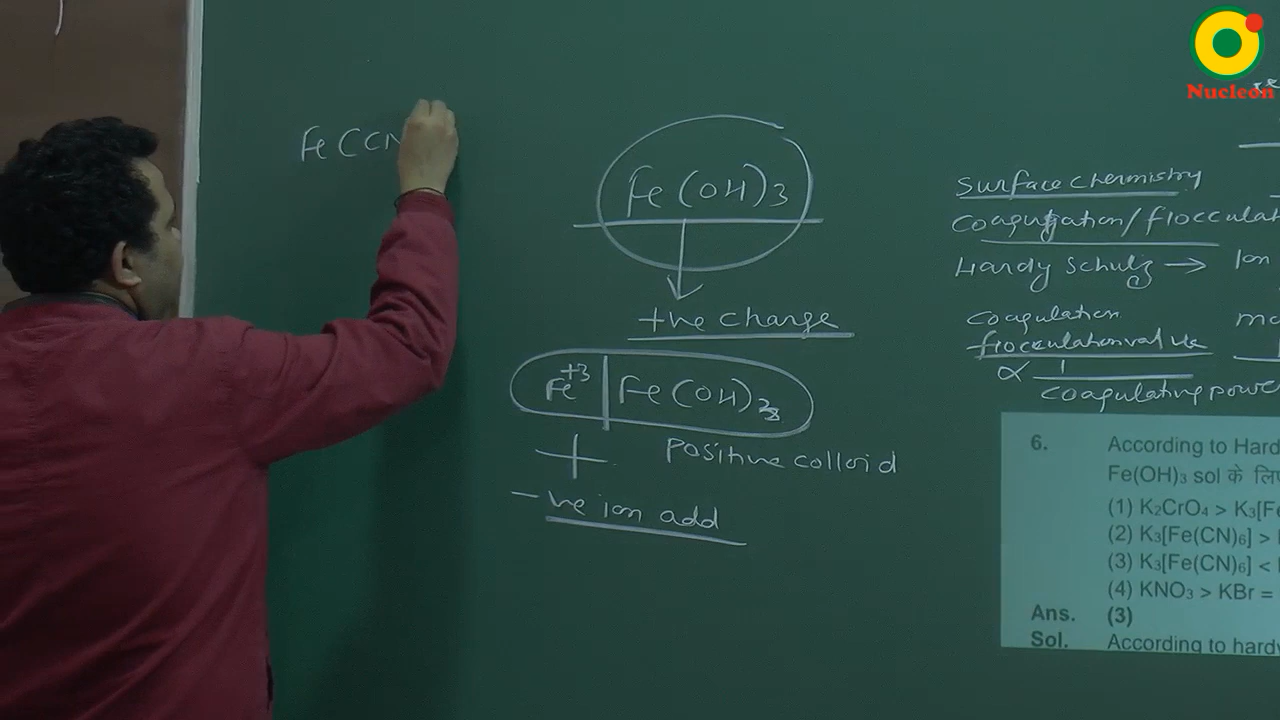 Nucleon
Fe(CN
Fe(OH)3
+ve charge
Fe+3 | Fe(OH)3
+ Positive colloid
-ve ion add
Surface chemistry
Coagulation/floccula
Hardy Schulz → Ion
Coagulation
flocculation value
∝ 1
coagulating powe
6. According to Hard
Fe(OH)₃ sol के लि
(1) K₂CrO₄ > K₃[Fe
(2) K₃[Fe(CN)₆] >
(3) K₃[Fe(CN)₆] <
(4) KNO₃ > KBr =
Ans. (3)
Sol. According to hardy